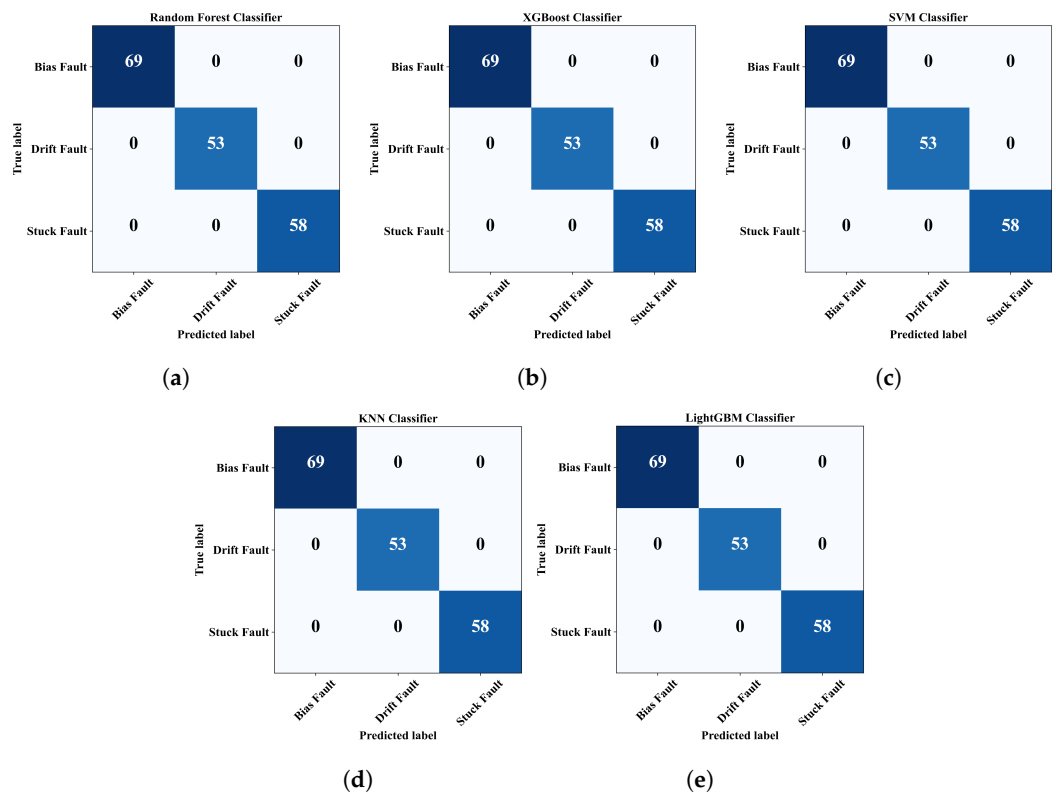 Random Forest Classifier
Bias Fault 69 0 0
Drift Fault 0 53 0
Stuck Fault 0 0 58
True label
Bias Fault Drift Fault Stuck Fault
Predicted label
(a)
XGBoost Classifier
Bias Fault 69 0 0
Drift Fault 0 53 0
Stuck Fault 0 0 58
True label
Bias Fault Drift Fault Stuck Fault
Predicted label
(b)
SVM Classifier
Bias Fault 69 0 0
Drift Fault 0 53 0
Stuck Fault 0 0 58
True label
Bias Fault Drift Fault Stuck Fault
Predicted label
(c)
KNN Classifier
Bias Fault 69 0 0
Drift Fault 0 53 0
Stuck Fault 0 0 58
True label
Bias Fault Drift Fault Stuck Fault
Predicted label
(d)
LightGBM Classifier
Bias Fault 69 0 0
Drift Fault 0 53 0
Stuck Fault 0 0 58
True label
Bias Fault Drift Fault Stuck Fault
Predicted label
(e)